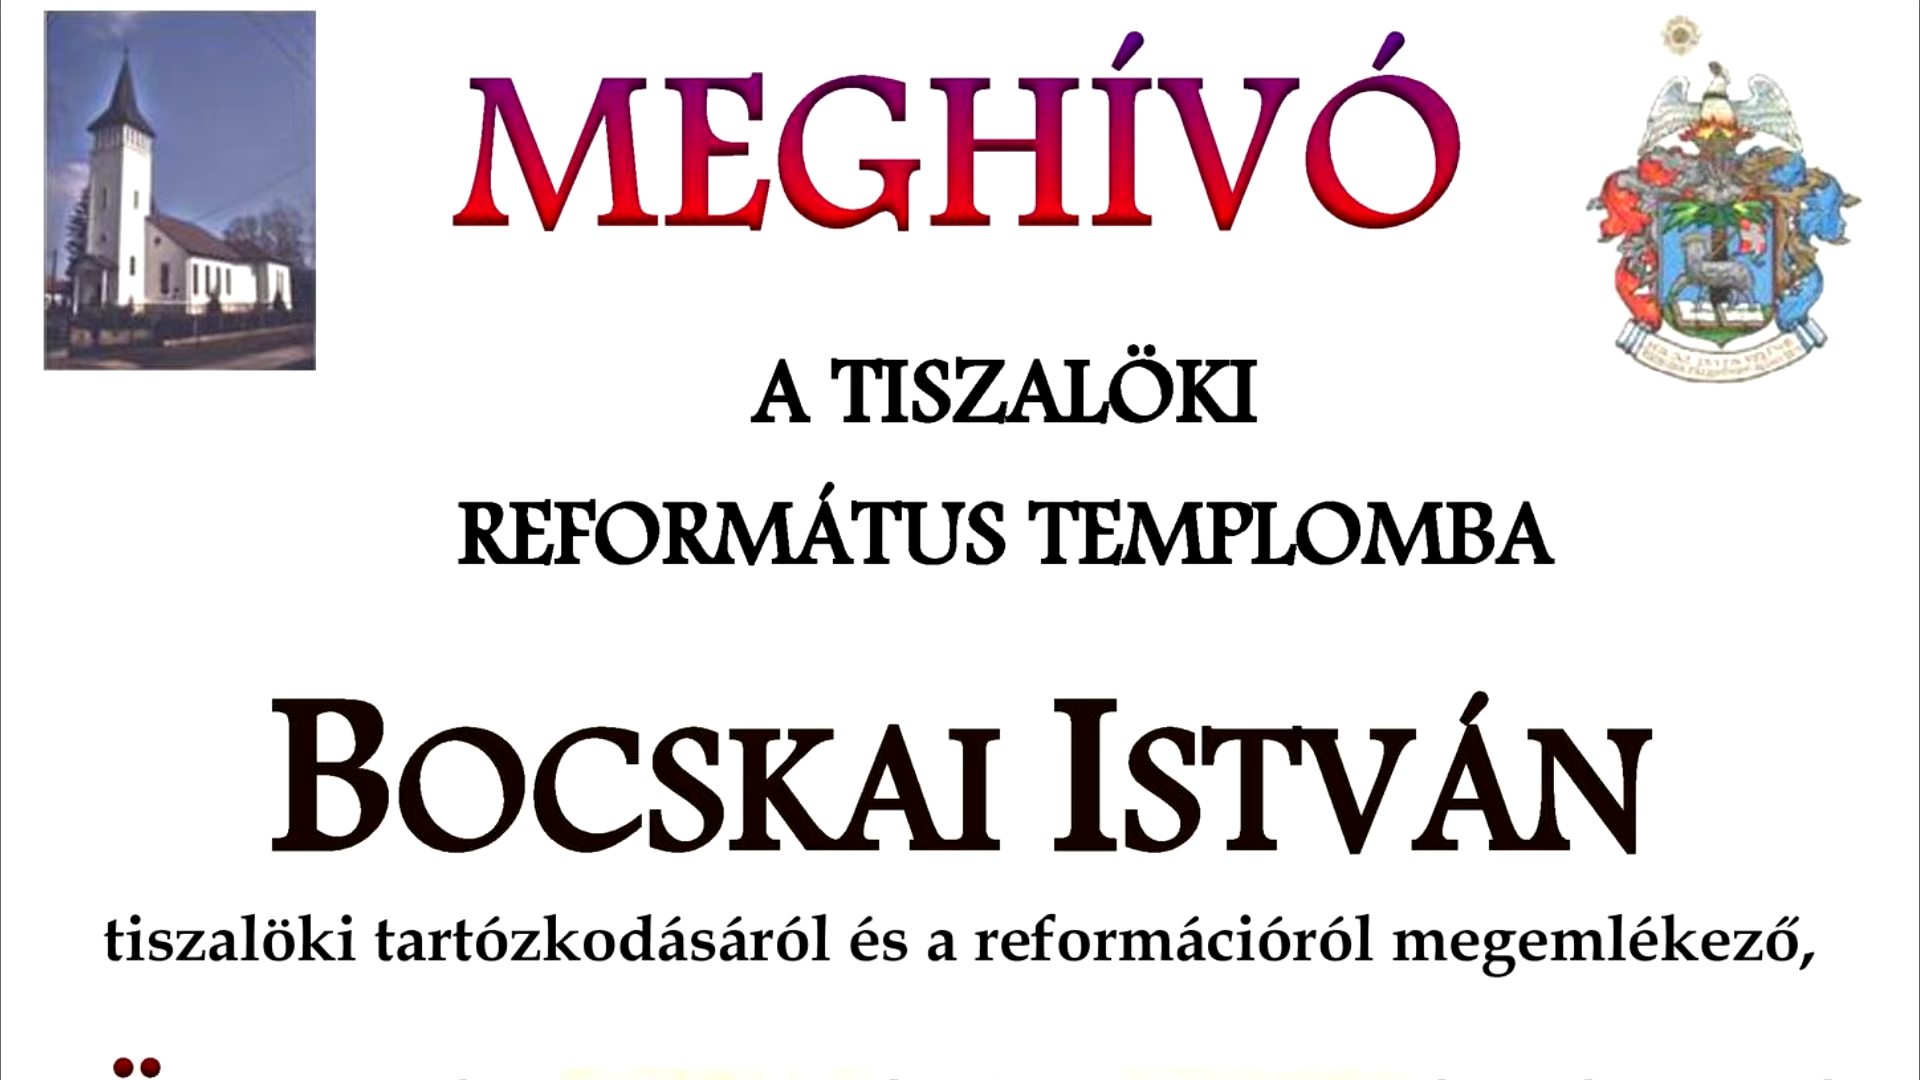 MEGHÍVÓ
A TISZALÖKI
REFORMÁTUS TEMPLOMBA
BOCSKAI ISTVÁN
tiszalöki tartózkodásáról és a reformációról megemlékező,